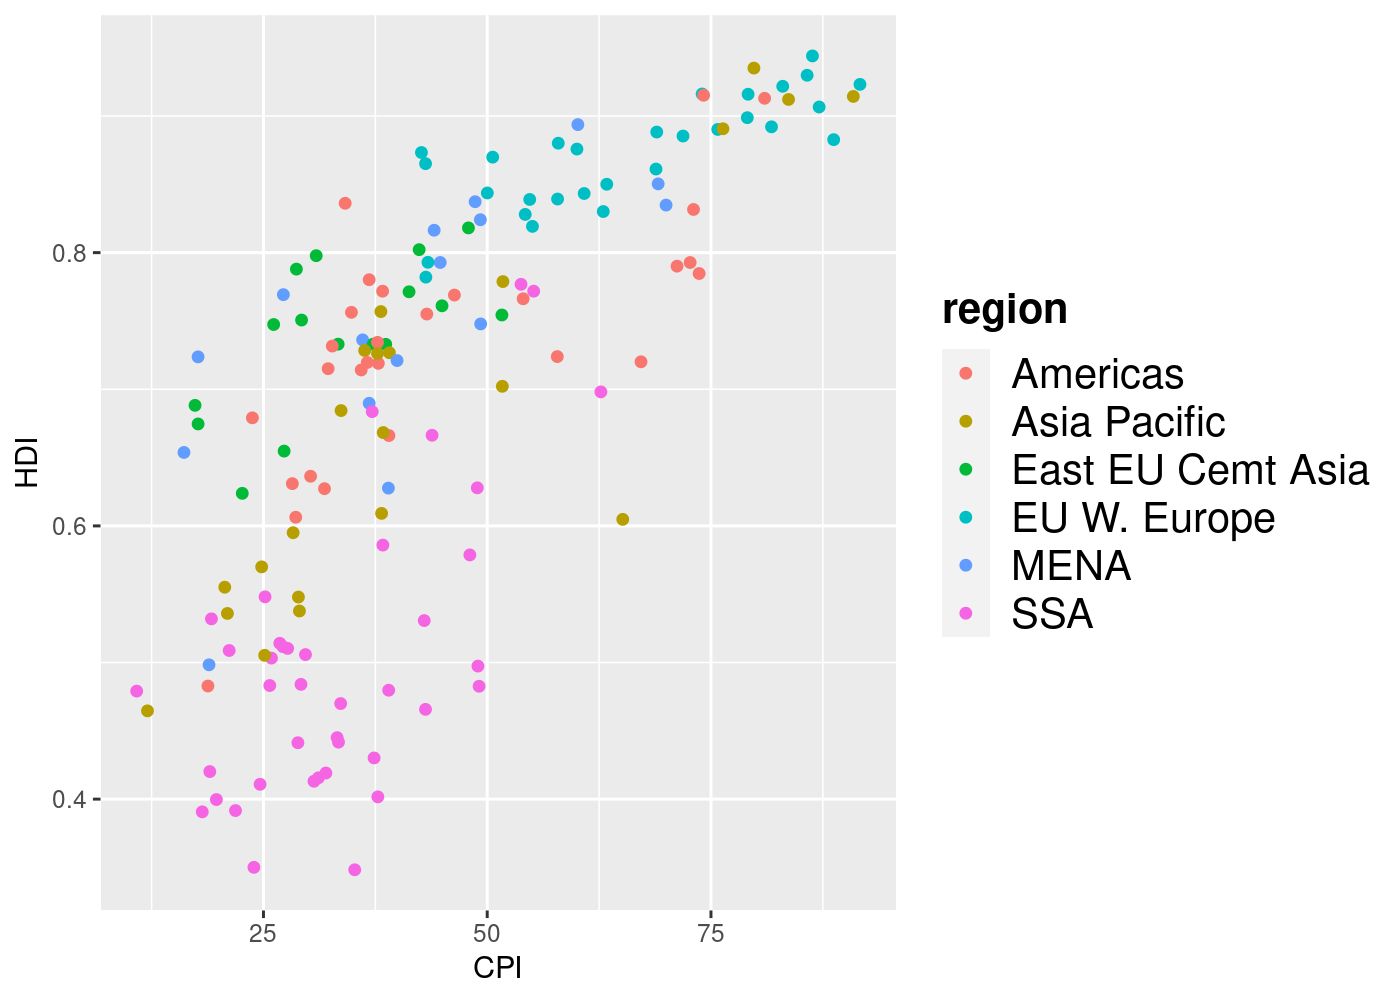 HDI
0.8
0.6
0.4
25
50
75
CPI
region
Americas
Asia Pacific
East EU Cemt Asia
EU W. Europe
MENA
SSA